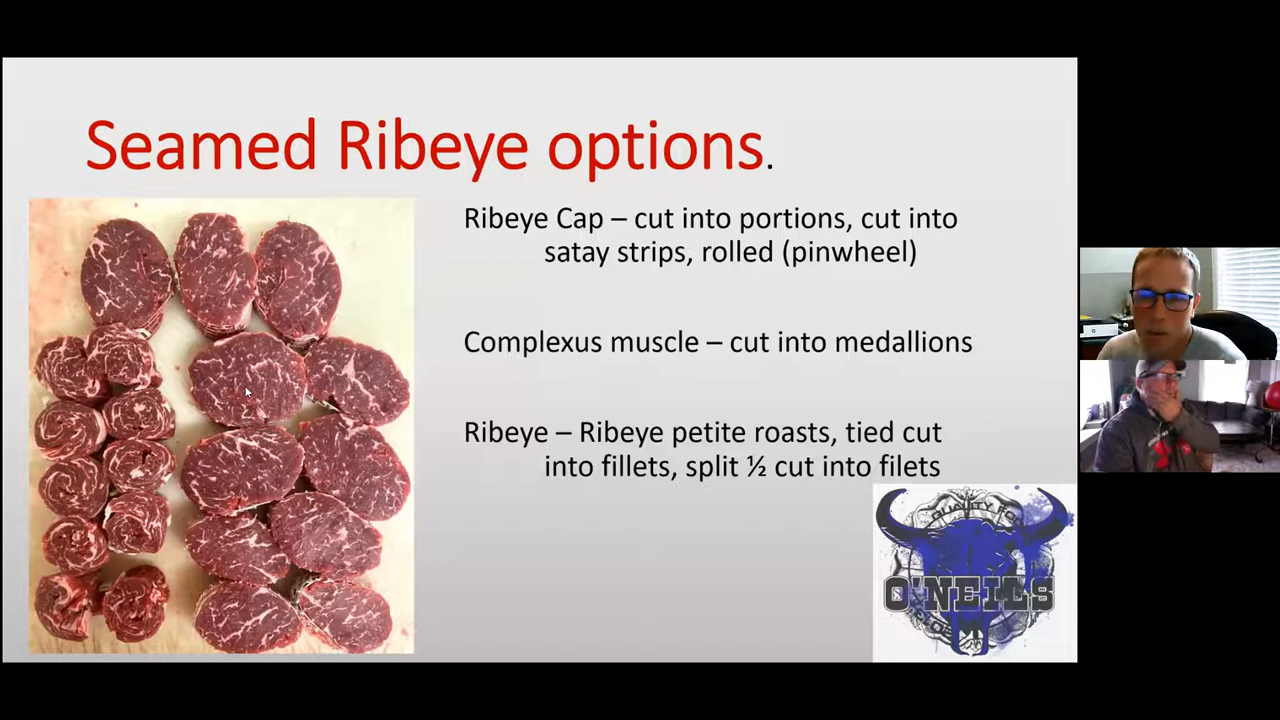 Seamed Ribeye options.
Ribeye Cap – cut into portions, cut into
satay strips, rolled (pinwheel)
Complexus muscle – cut into medallions
Ribeye – Ribeye petite roasts, tied cut
into fillets, split ½ cut into filets
QUALITY
O'NEILS